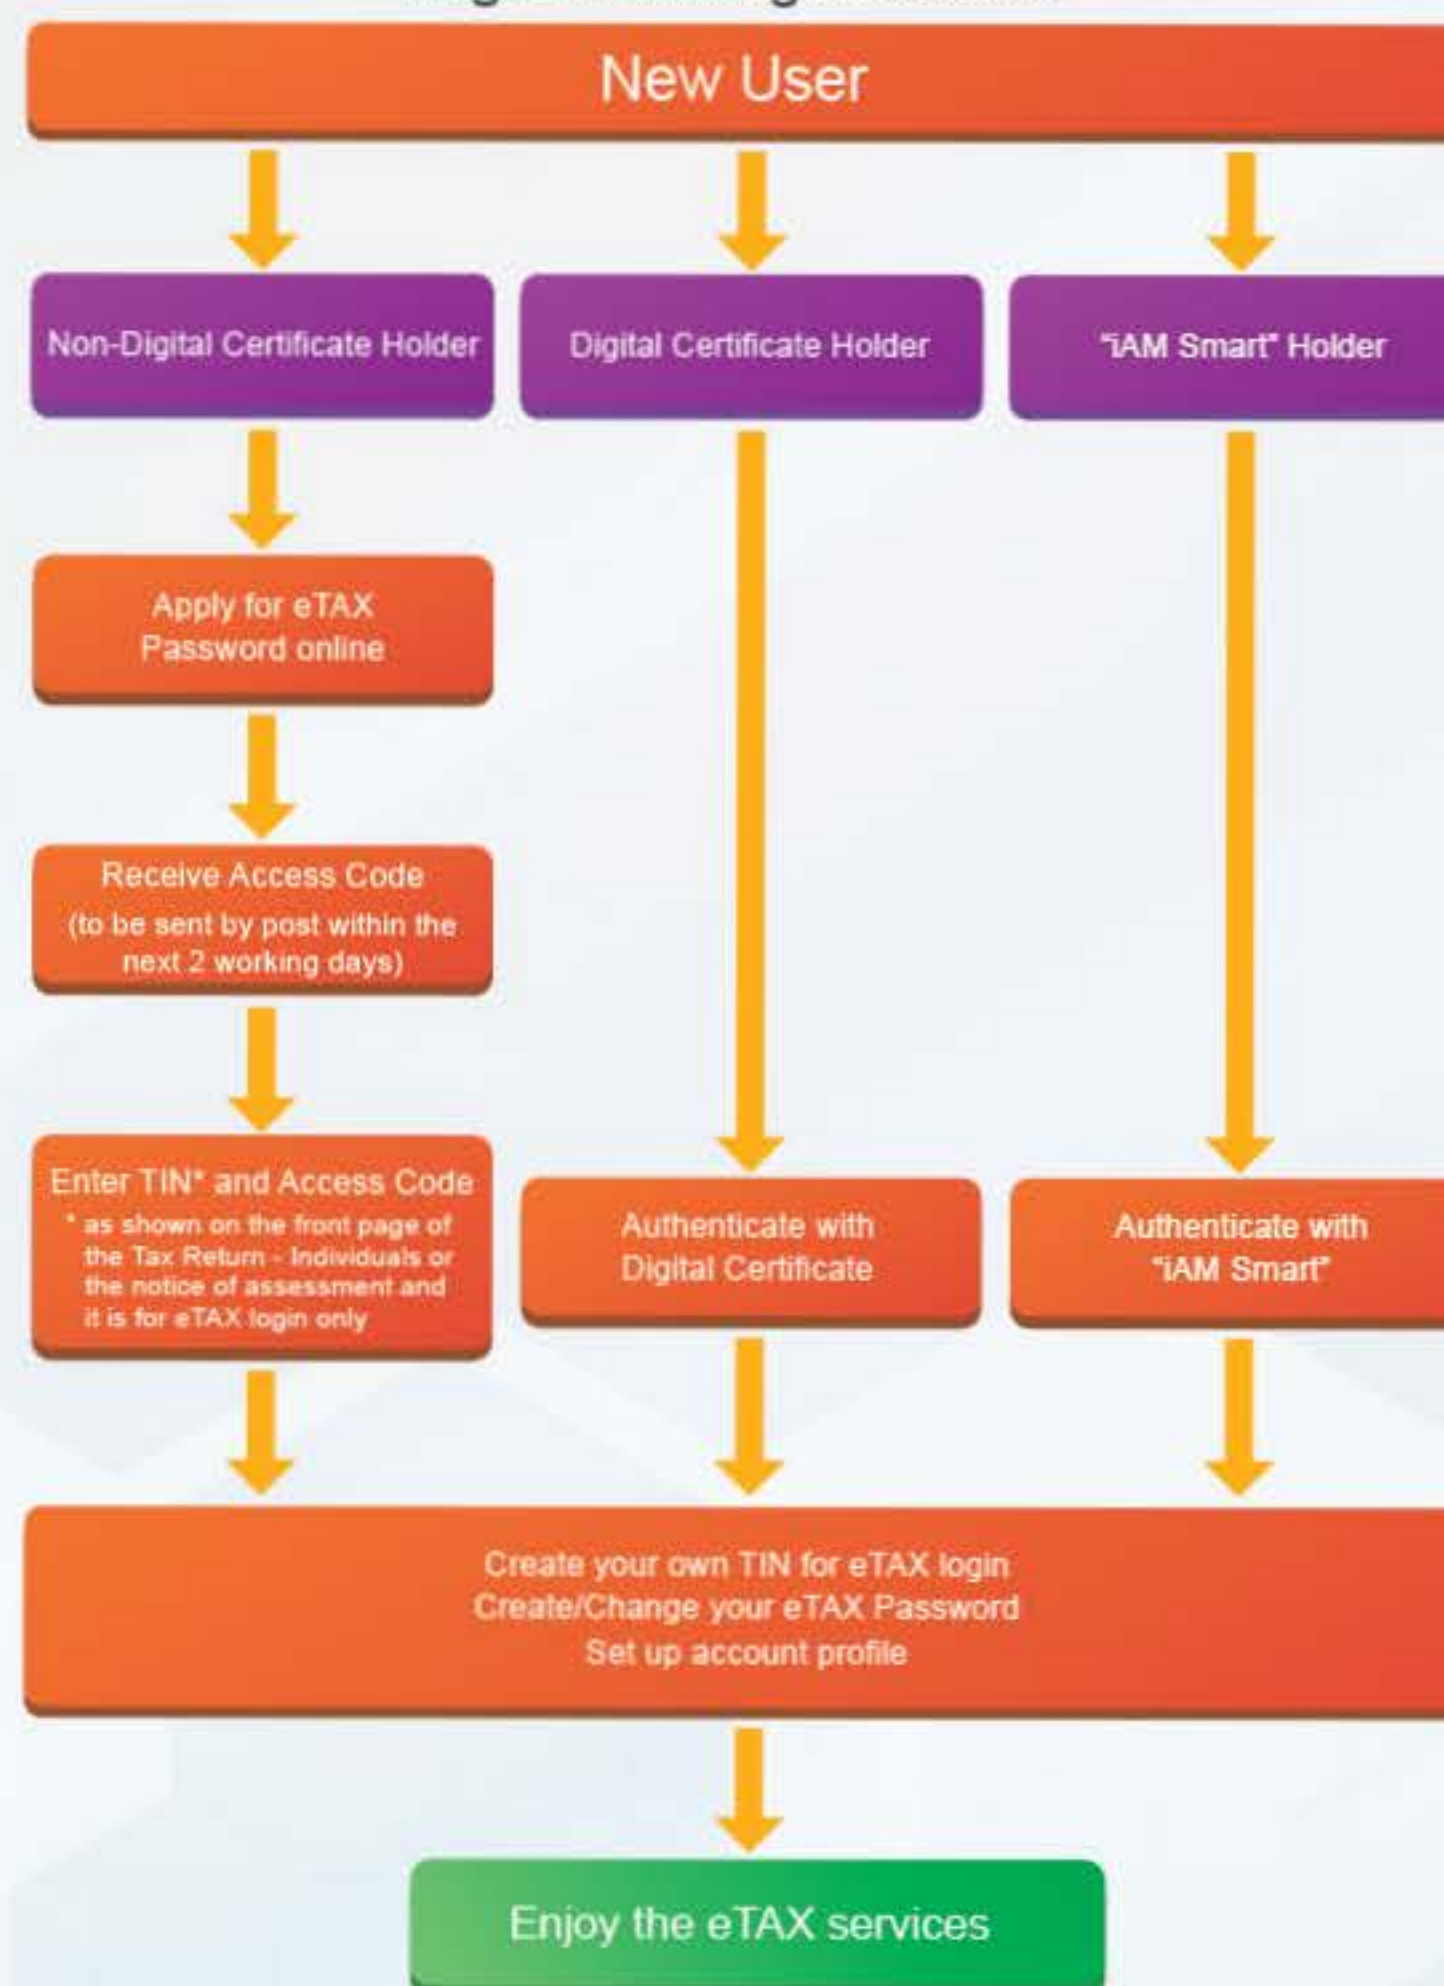 New User
Non-Digital Certificate Holder
Digital Certificate Holder
"iAM Smart" Holder
Apply for eTAX
Password online
Receive Access Code
(to be sent by post within the
next 2 working days)
Enter TIN* and Access Code
* as shown on the front page of
the Tax Return - Individuals or
the notice of assessment and
it is for eTAX login only
Authenticate with
Digital Certificate
Authenticate with
"iAM Smart"
Create your own TIN for eTAX login
Create/Change your eTAX Password
Set up account profile
Enjoy the eTAX services